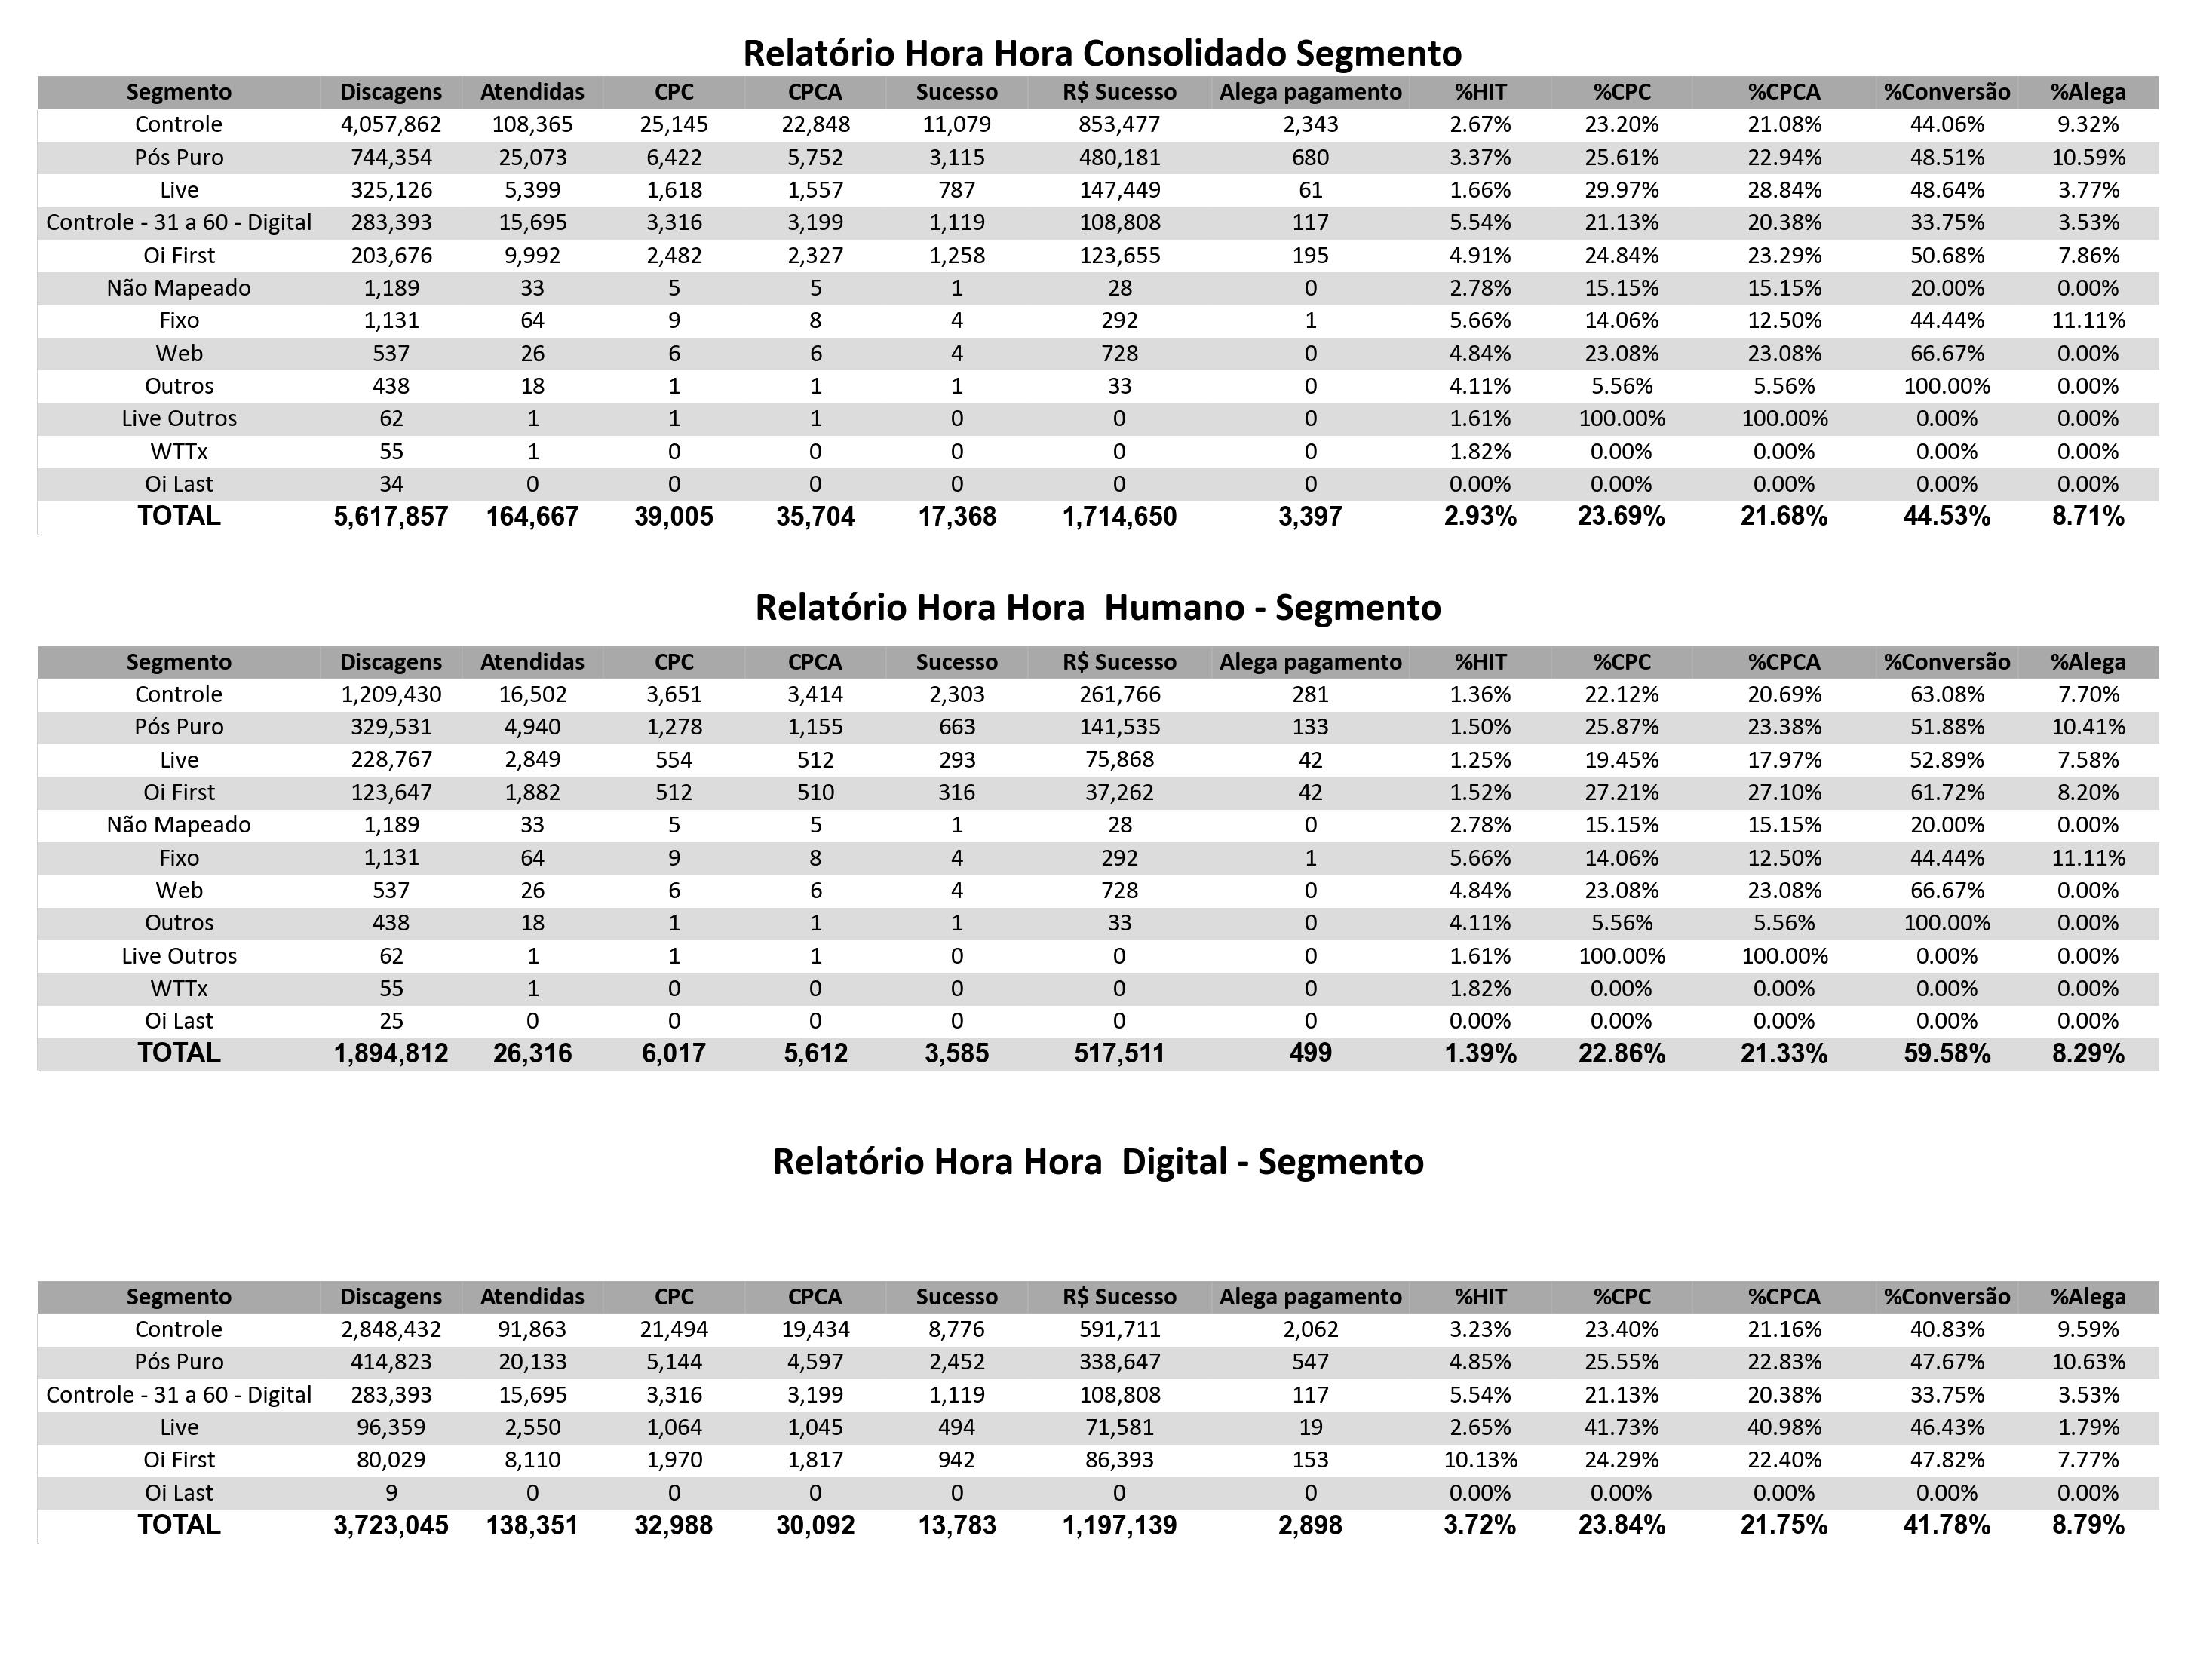 Relatório Hora Hora Consolidado Segmento
Segmento Discagens Atendidas CPC CPCA Sucesso R$ Sucesso Alega pagamento %HIT %CPC %CPCA %Conversão %Alega
Controle 4,057,862 108,365 25,145 22,848 11,079 853,477 2,343 2.67% 23.20% 21.08% 44.06% 9.32%
Pós Puro 744,354 25,073 6,422 5,752 3,115 480,181 680 3.37% 25.61% 22.94% 48.51% 10.59%
Live 325,126 5,399 1,618 1,557 787 147,449 61 1.66% 29.97% 28.84% 48.64% 3.77%
Controle - 31 a 60 - Digital 283,393 15,695 3,316 3,199 1,119 108,808 117 5.54% 21.13% 20.38% 33.75% 3.53%
Oi First 203,676 9,992 2,482 2,327 1,258 123,655 195 4.91% 24.84% 23.29% 50.68% 7.86%
Não Mapeado 1,189 33 5 5 1 28 0 2.78% 15.15% 15.15% 20.00% 0.00%
Fixo 1,131 64 9 8 4 292 1 5.66% 14.06% 12.50% 44.44% 11.11%
Web 537 26 6 6 4 728 0 4.84% 23.08% 23.08% 66.67% 0.00%
Outros 438 18 1 1 1 33 0 4.11% 5.56% 5.56% 100.00% 0.00%
Live Outros 62 1 1 1 0 0 0 1.61% 100.00% 100.00% 0.00% 0.00%
WTTx 55 1 0 0 0 0 0 1.82% 0.00% 0.00% 0.00% 0.00%
Oi Last 34 0 0 0 0 0 0 0.00% 0.00% 0.00% 0.00% 0.00%
TOTAL 5,617,857 164,667 39,005 35,704 17,368 1,714,650 3,397 2.93% 23.69% 21.68% 44.53% 8.71%
Relatório Hora Hora Humano - Segmento
Segmento Discagens Atendidas CPC CPCA Sucesso R$ Sucesso Alega pagamento %HIT %CPC %CPCA %Conversão %Alega
Controle 1,209,430 16,502 3,651 3,414 2,303 261,766 281 1.36% 22.12% 20.69% 63.08% 7.70%
Pós Puro 329,531 4,940 1,278 1,155 663 141,535 133 1.50% 25.87% 23.38% 51.88% 10.41%
Live 228,767 2,849 554 512 293 75,868 42 1.25% 19.45% 17.97% 52.89% 7.58%
Oi First 123,647 1,882 512 510 316 37,262 42 1.52% 27.21% 27.10% 61.72% 8.20%
Não Mapeado 1,189 33 5 5 1 28 0 2.78% 15.15% 15.15% 20.00% 0.00%
Fixo 1,131 64 9 8 4 292 1 5.66% 14.06% 12.50% 44.44% 11.11%
Web 537 26 6 6 4 728 0 4.84% 23.08% 23.08% 66.67% 0.00%
Outros 438 18 1 1 1 33 0 4.11% 5.56% 5.56% 100.00% 0.00%
Live Outros 62 1 1 1 0 0 0 1.61% 100.00% 100.00% 0.00% 0.00%
WTTx 55 1 0 0 0 0 0 1.82% 0.00% 0.00% 0.00% 0.00%
Oi Last 25 0 0 0 0 0 0 0.00% 0.00% 0.00% 0.00% 0.00%
TOTAL 1,894,812 26,316 6,017 5,612 3,585 517,511 499 1.39% 22.86% 21.33% 59.58% 8.29%
Relatório Hora Hora Digital - Segmento
Segmento Discagens Atendidas CPC CPCA Sucesso R$ Sucesso Alega pagamento %HIT %CPC %CPCA %Conversão %Alega
Controle 2,848,432 91,863 21,494 19,434 8,776 591,711 2,062 3.23% 23.40% 21.16% 40.83% 9.59%
Pós Puro 414,823 20,133 5,144 4,597 2,452 338,647 547 4.85% 25.55% 22.83% 47.67% 10.63%
Controle - 31 a 60 - Digital 283,393 15,695 3,316 3,199 1,119 108,808 117 5.54% 21.13% 20.38% 33.75% 3.53%
Live 96,359 2,550 1,064 1,045 494 71,581 19 2.65% 41.73% 40.98% 46.43% 1.79%
Oi First 80,029 8,110 1,970 1,817 942 86,393 153 10.13% 24.29% 22.40% 47.82% 7.77%
Oi Last 9 0 0 0 0 0 0 0.00% 0.00% 0.00% 0.00% 0.00%
TOTAL 3,723,045 138,351 32,988 30,092 13,783 1,197,139 2,898 3.72% 23.84% 21.75% 41.78% 8.79%